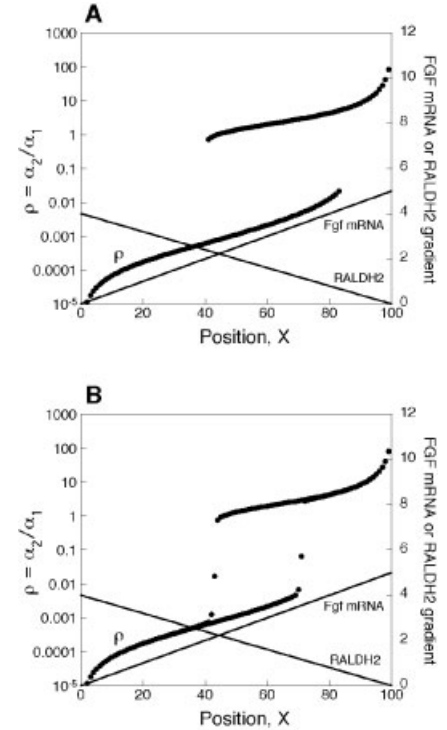 A
1000
100
10
1
0.1
0.01
0.001
0.0001
10-5
ρ = α2/α1
12
10
8
6
4
2
0
FGF mRNA or RALDH2 gradient
ρ
Fgf mRNA
RALDH2
0 20 40 60 80 100
Position, X
B
1000
100
10
1
0.1
0.01
0.001
0.0001
10-5
ρ = α2/α1
12
10
8
6
4
2
0
FGF mRNA or RALDH2 gradient
ρ
Fgf mRNA
RALDH2
0 20 40 60 80 100
Position, X